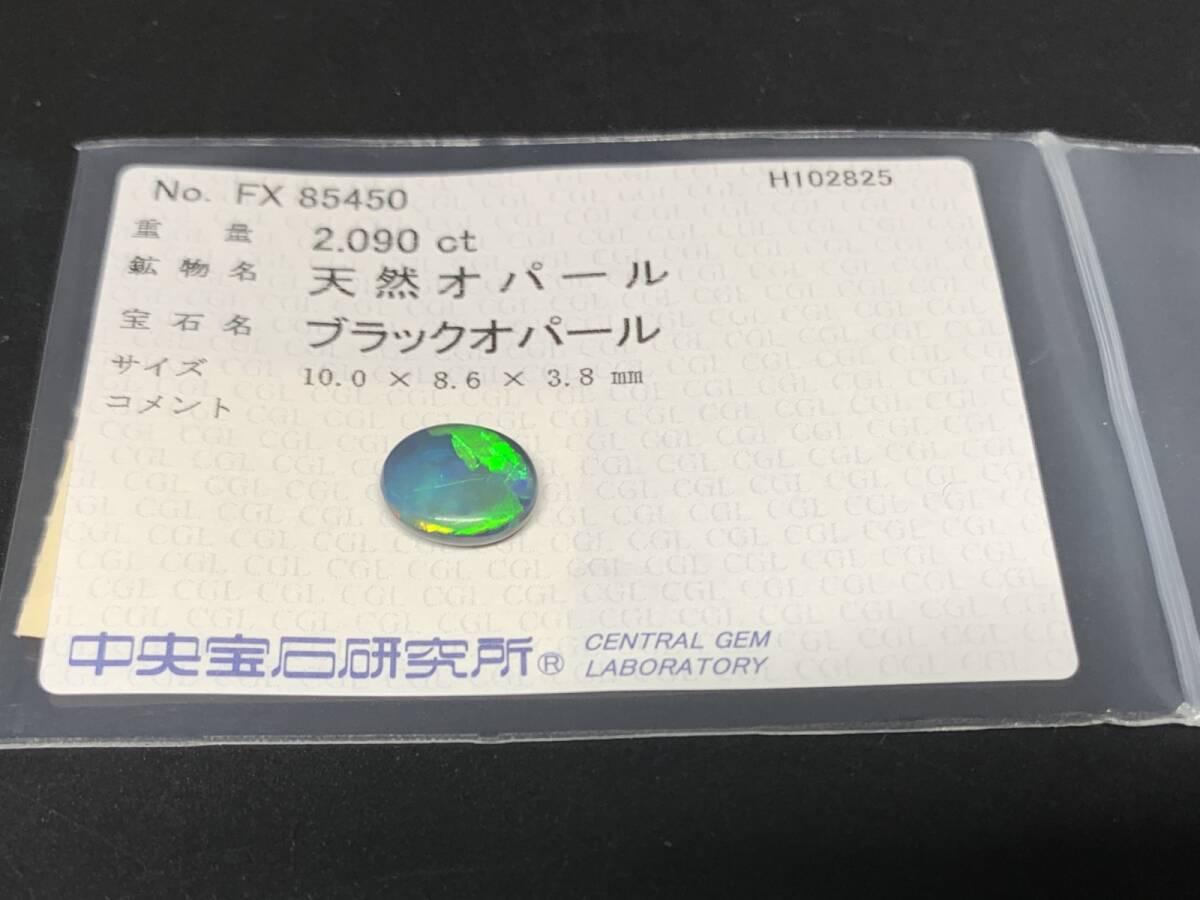 No. FX 85450
H102825
重量 2.090 ct
鉱物名 天然オパール
宝石名 ブラックオパール
サイズ 10.0 × 8.6 × 3.8 mm
コメント
中央宝石研究所® CENTRAL GEM
LABORATORY